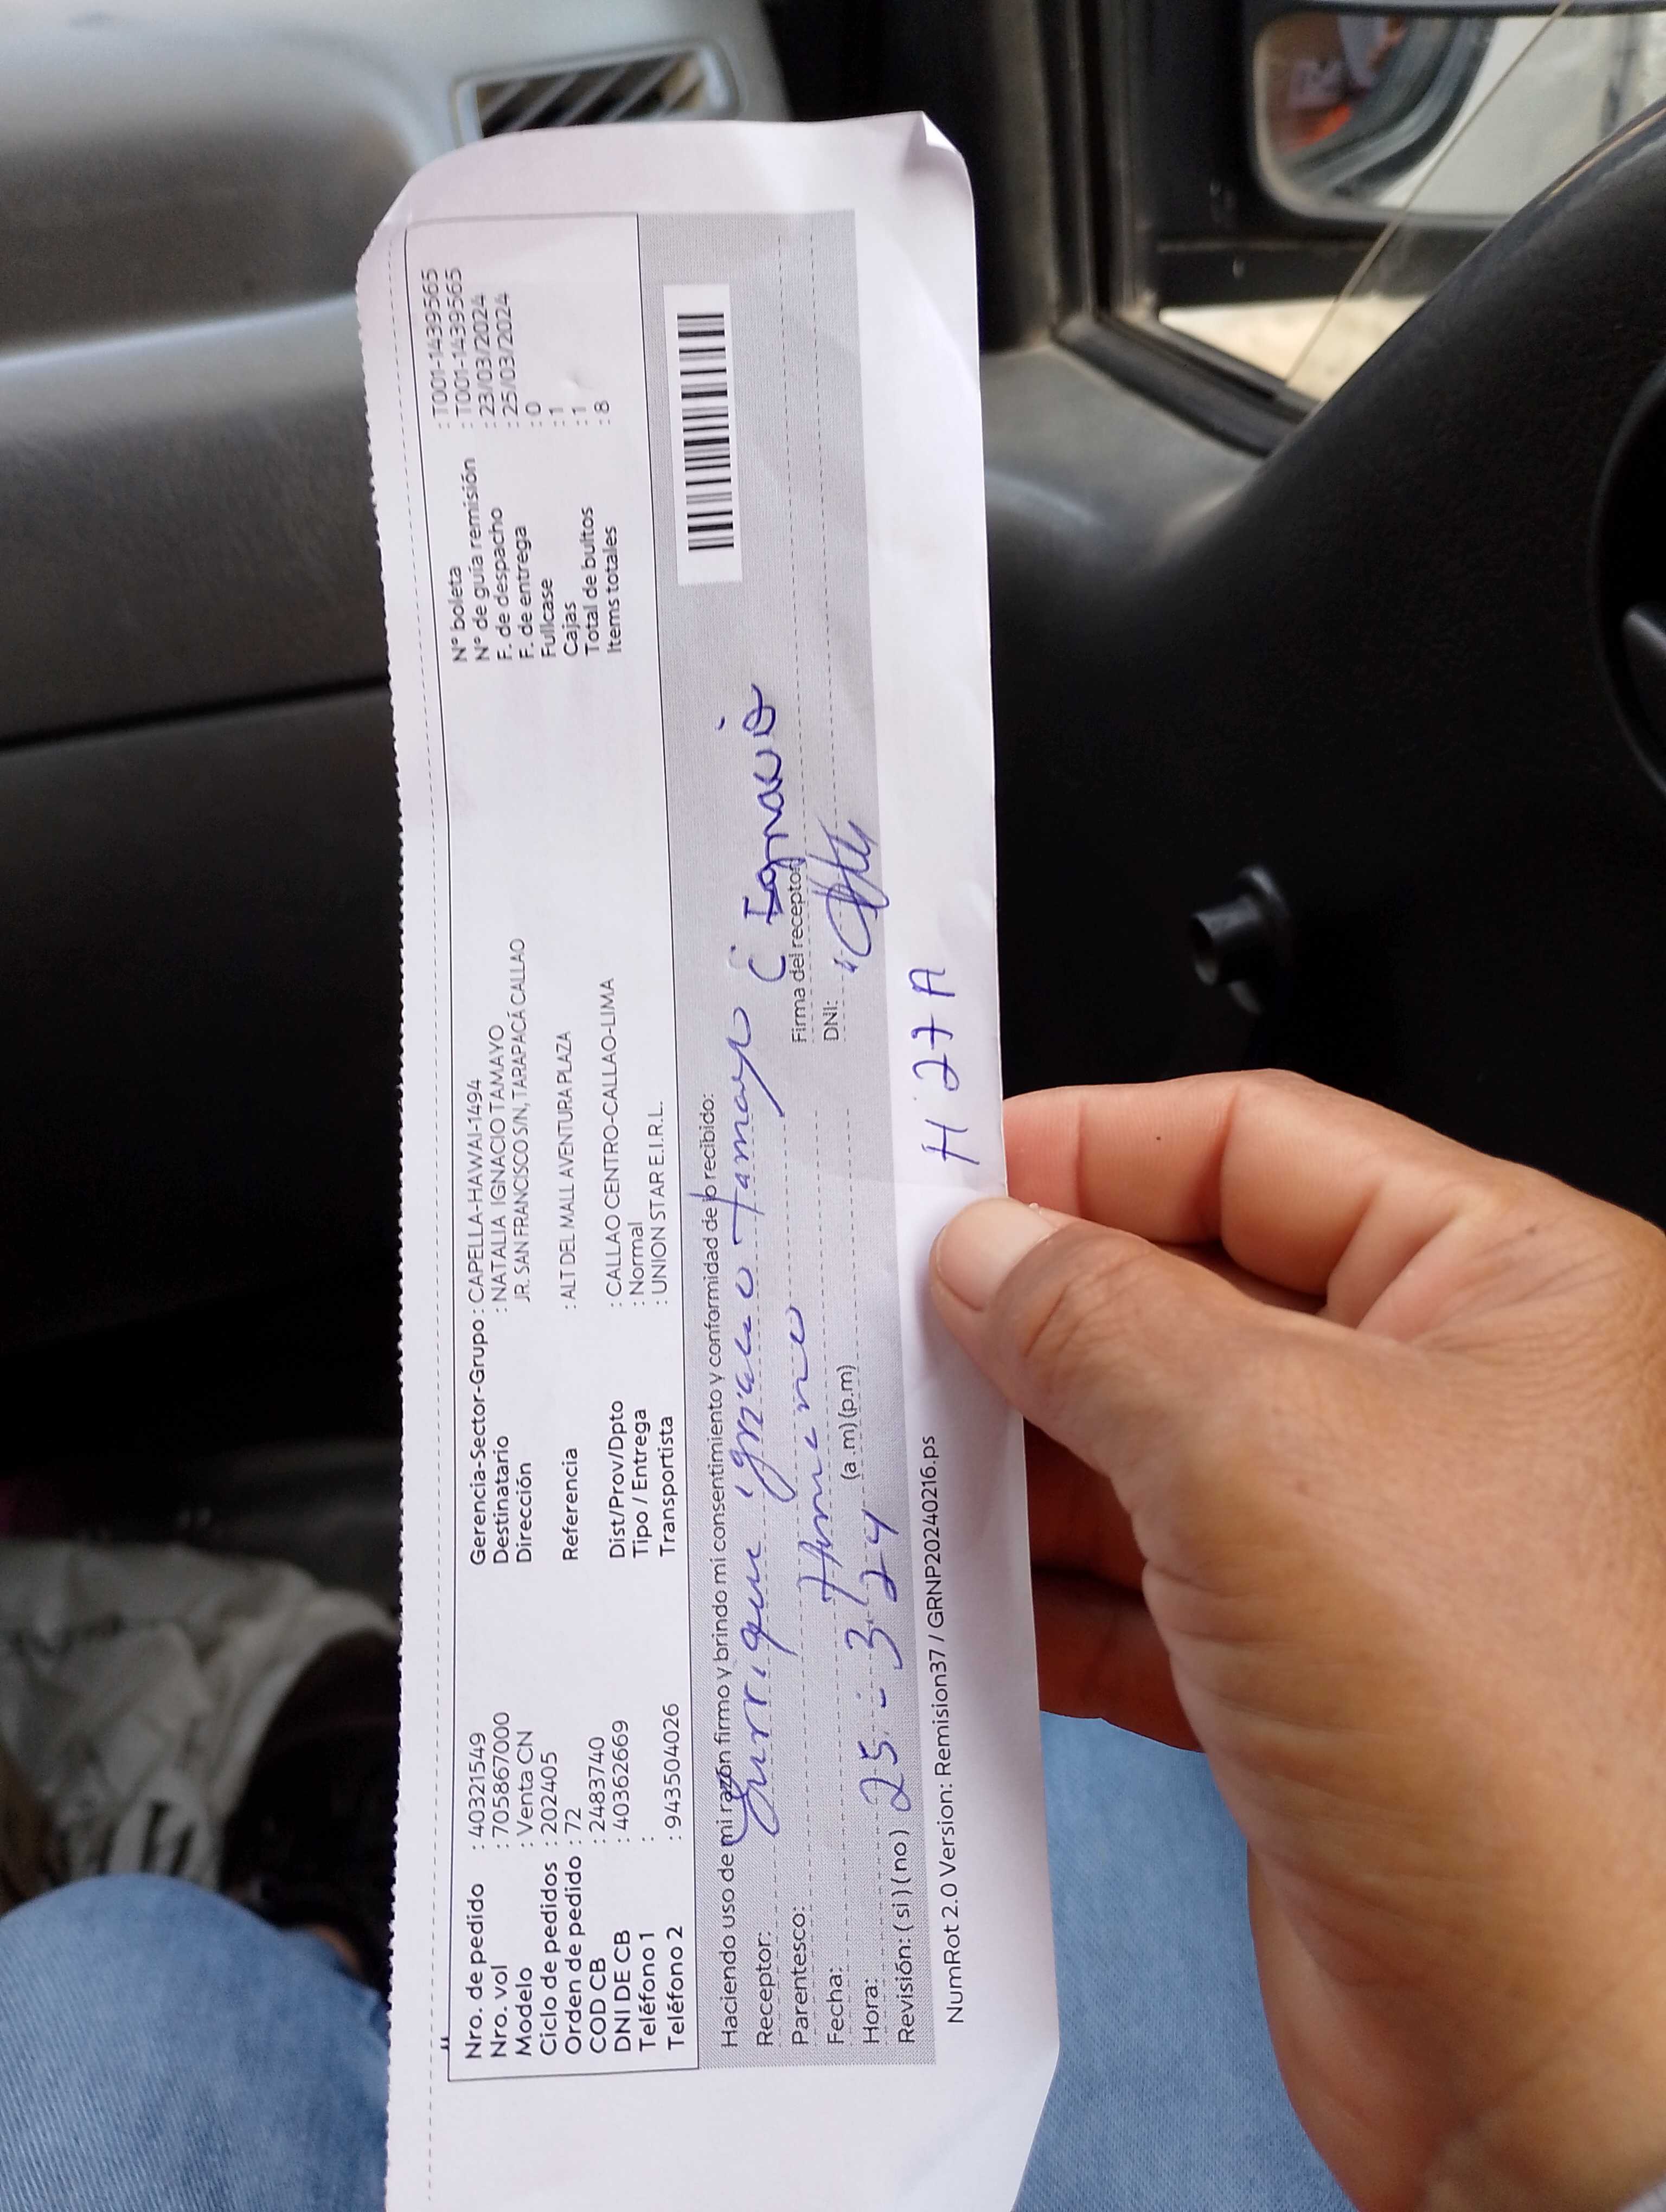 Nro. de pedido : 40321549
Nro. vol : 705867000
Modelo : Venta CN
Ciclo de pedidos : 202405
Orden de pedido : 72
COD CB : 2483740
DNI DE CB : 40362669
Teléfono 1 :
Teléfono 2 : 943504026
Gerencia-Sector-Grupo : CAPELLA-HAWAI-1494
Destinatario : NATALIA IGNACIO TAMAYO
Dirección JR. SAN FRANCISCO S/N, TARAPACÁ CALLAO
Referencia : ALT DEL MALL AVENTURA PLAZA
Dist/Prov/Dpto : CALLAO CENTRO-CALLAO-LIMA
Tipo / Entrega : Normal
Transportista : UNION STAR E.I.R.L.
N° boleta : T001-1439565
N° de guía remisión : T001-1439565
F. de despacho : 23/03/2024
F. de entrega : 25/03/2024
Fullcase : 0
Cajas : 1
Total de bultos : 1
Items totales : 8
Haciendo uso de mi razón firmo y brindo mi consentimiento y conformidad de lo recibido:
Receptor: ignacio Tamayo C Ignacio
Parentesco: Firma del receptor
Fecha: DNI:
Hora: 25 - 3 - 24 (a.m) (p.m)
Revisión: (si) (no)
H 27 A
NumRot 2.0 Version: Remision37 / GRNP20240216.ps